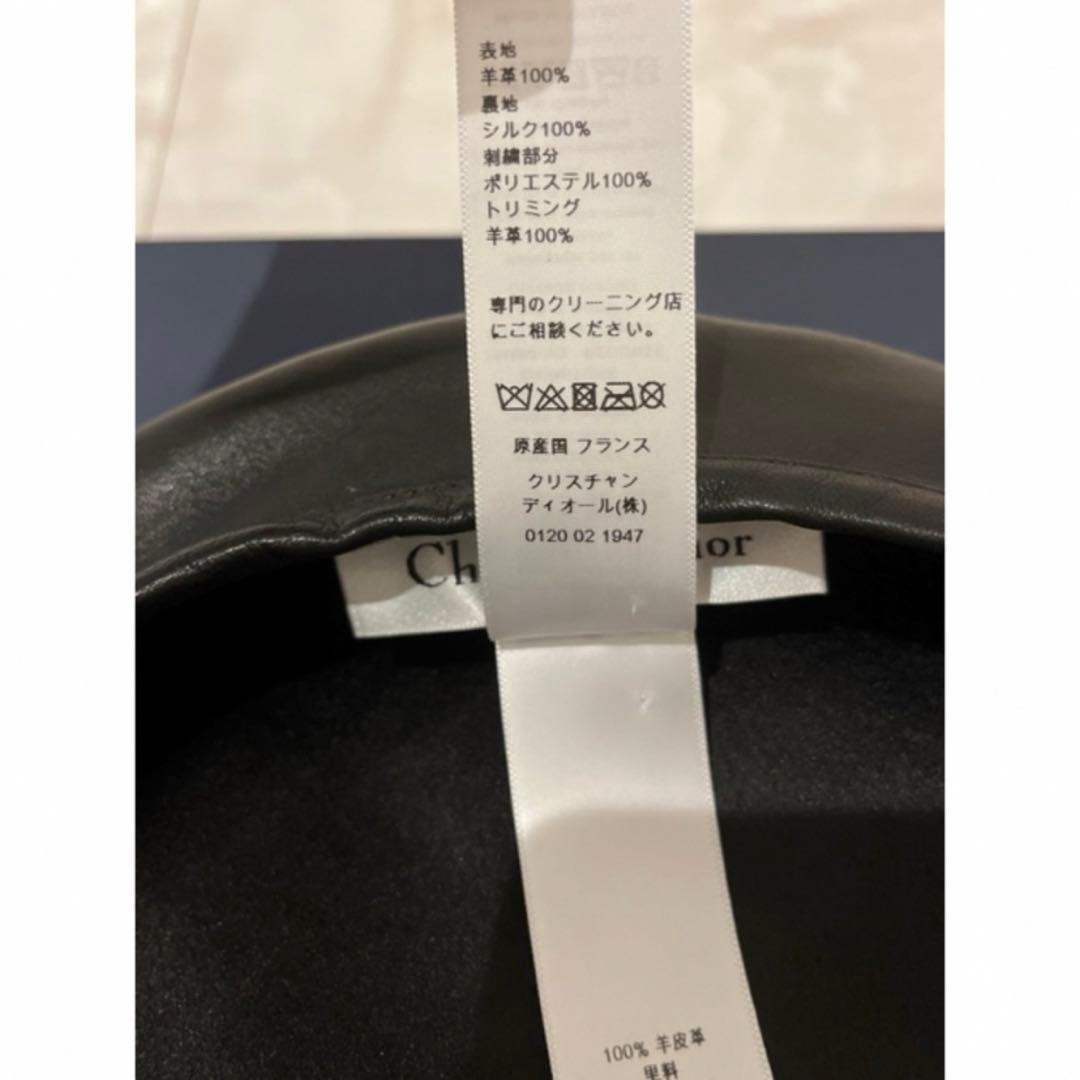 表地
羊革100%
裏地
シルク100%
刺繍部分
ポリエステル100%
トリミング
羊革100%
専門のクリーニング店
にご相談ください。
原産国 フランス
クリスチャン
ディオール(株)
0120 02 1947
100% 羊皮革
里料